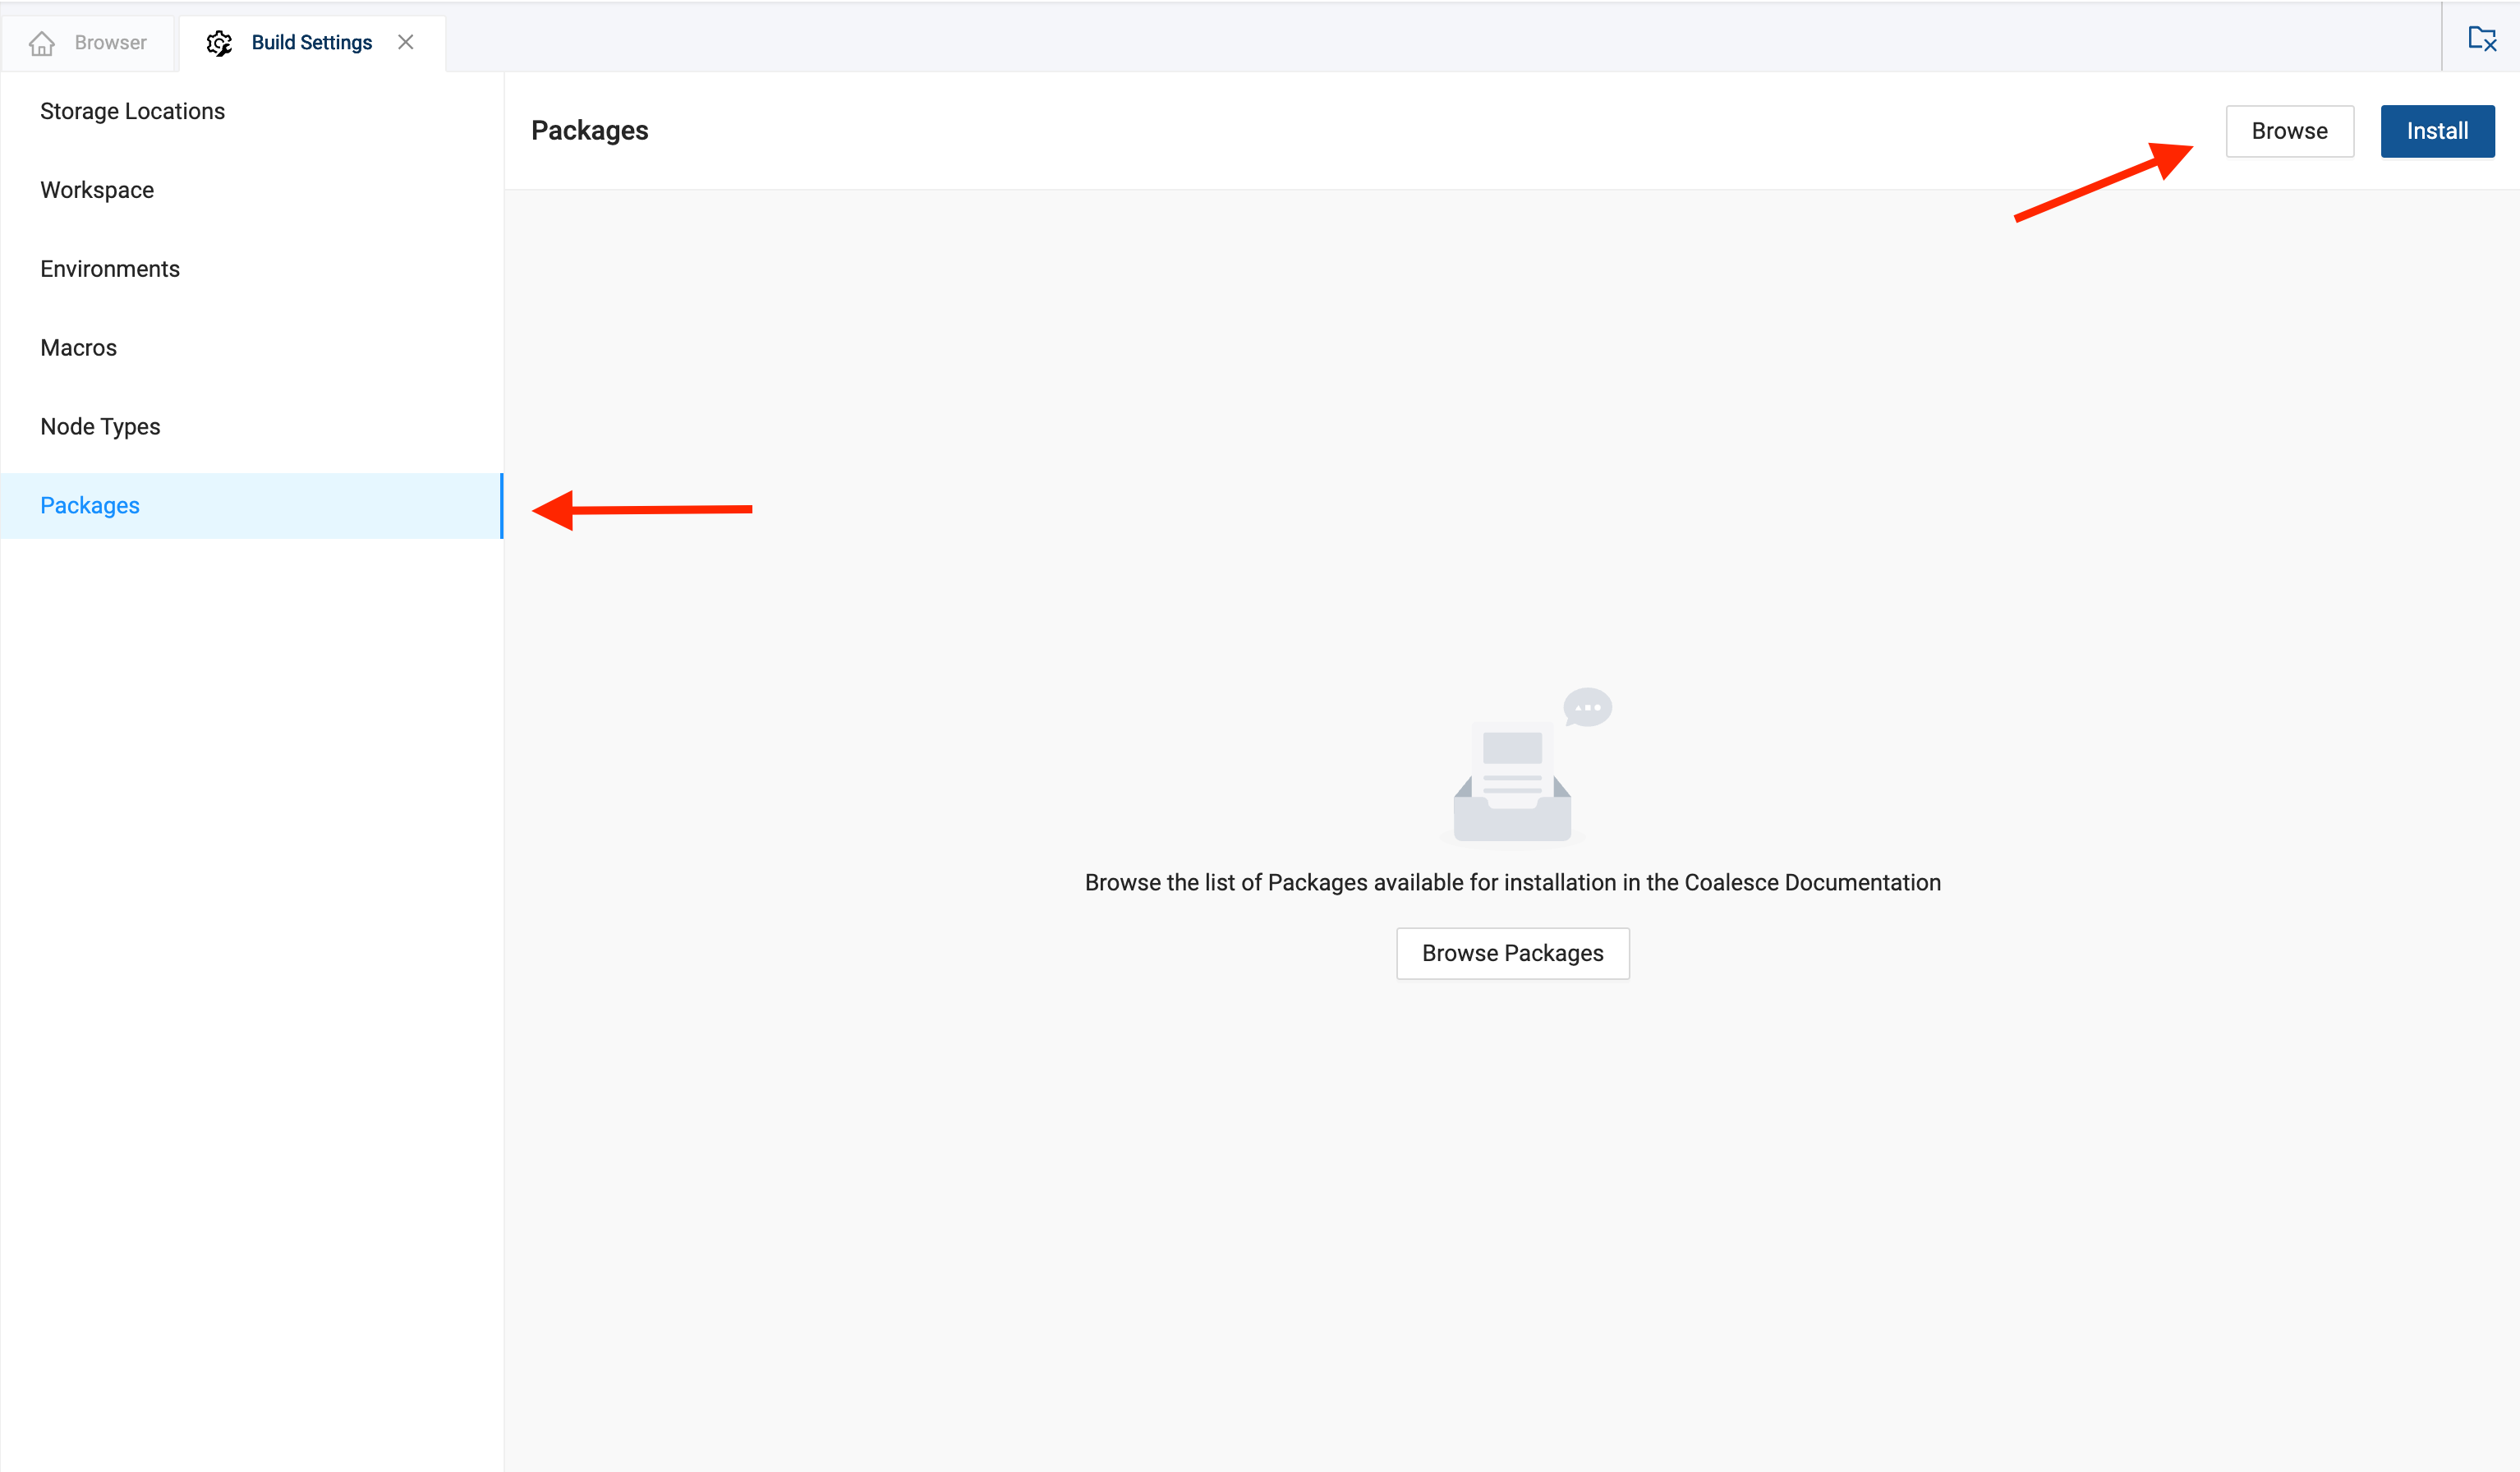 Browser
Build Settings
Storage Locations
Workspace
Environments
Macros
Node Types
Packages
Packages
Browse
Install
Browse the list of Packages available for installation in the Coalesce Documentation
Browse Packages